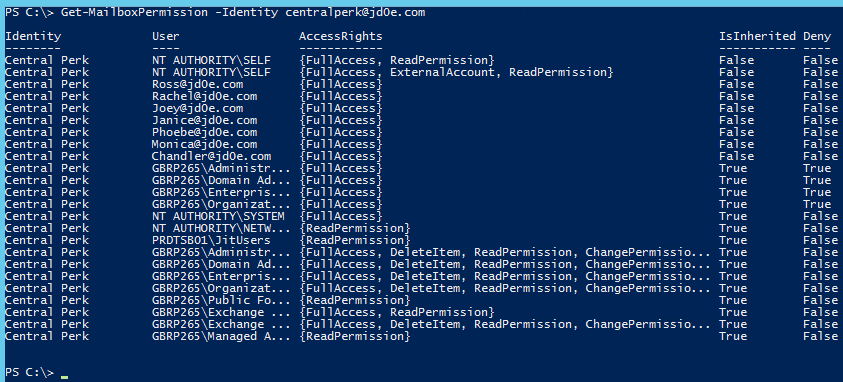 PS C:\> Get-MailboxPermission -Identity centralperk@jd0e.com
Identity User AccessRights IsInherited Deny
-------- ---- ------------ ----------- ----
Central Perk NT AUTHORITY\SELF {FullAccess, ReadPermission} False False
Central Perk NT AUTHORITY\SELF {FullAccess, ExternalAccount, ReadPermission} False False
Central Perk Ross@jd0e.com {FullAccess} False False
Central Perk Rachel@jd0e.com {FullAccess} False False
Central Perk Joey@jd0e.com {FullAccess} False False
Central Perk Janice@jd0e.com {FullAccess} False False
Central Perk Phoebe@jd0e.com {FullAccess} False False
Central Perk Monica@jd0e.com {FullAccess} False False
Central Perk Chandler@jd0e.com {FullAccess} False False
Central Perk GBRP265\Administr... {FullAccess} True True
Central Perk GBRP265\Domain Ad... {FullAccess} True True
Central Perk GBRP265\Enterpris... {FullAccess} True True
Central Perk GBRP265\Organizat... {FullAccess} True True
Central Perk NT AUTHORITY\SYSTEM {FullAccess} True False
Central Perk NT AUTHORITY\NETW... {ReadPermission} True False
Central Perk PRDTSB01\JitUsers {ReadPermission} True False
Central Perk GBRP265\Administr... {FullAccess, DeleteItem, ReadPermission, ChangePermissio... True False
Central Perk GBRP265\Domain Ad... {FullAccess, DeleteItem, ReadPermission, ChangePermissio... True False
Central Perk GBRP265\Enterpris... {FullAccess, DeleteItem, ReadPermission, ChangePermissio... True False
Central Perk GBRP265\Organizat... {FullAccess, DeleteItem, ReadPermission, ChangePermissio... True False
Central Perk GBRP265\Public Fo... {ReadPermission} True False
Central Perk GBRP265\Exchange ... {FullAccess, ReadPermission} True False
Central Perk GBRP265\Exchange ... {FullAccess, DeleteItem, ReadPermission, ChangePermissio... True False
Central Perk GBRP265\Managed A... {ReadPermission} True False
PS C:\> _